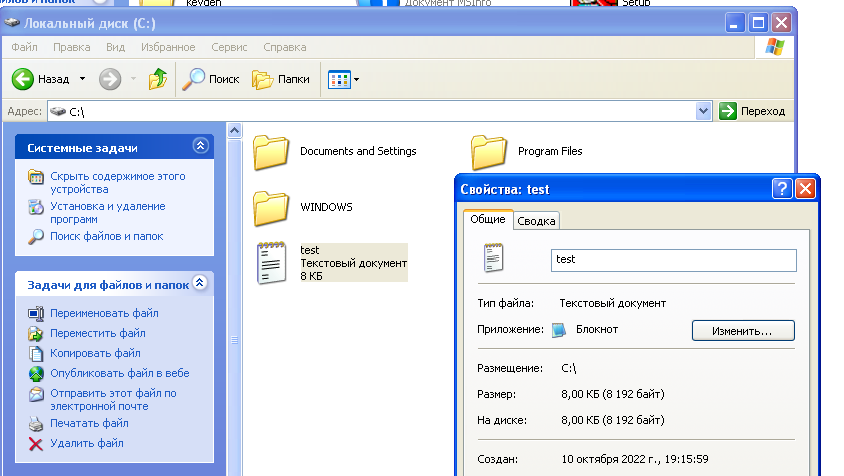 Keygen
Документ MSInfo
Setup
Локальный диск (C:)
Файл Правка Вид Избранное Сервис Справка
Назад Поиск Папки
Адрес: C:\ Переход
Системные задачи
Скрыть содержимое этого
устройства
Установка и удаление
программ
Поиск файлов и папок
Задачи для файлов и папок
Переименовать файл
Переместить файл
Копировать файл
Опубликовать файл в вебе
Отправить этот файл по
электронной почте
Печатать файл
Удалить файл
Documents and Settings
Program Files
WINDOWS
test
Текстовый документ
8 КБ
Свойства: test
Общие Сводка
test
Тип файла: Текстовый документ
Приложение: Блокнот Изменить...
Размещение: C:\
Размер: 8,00 КБ (8 192 байт)
На диске: 8,00 КБ (8 192 байт)
Создан: 10 октября 2022 г., 19:15:59